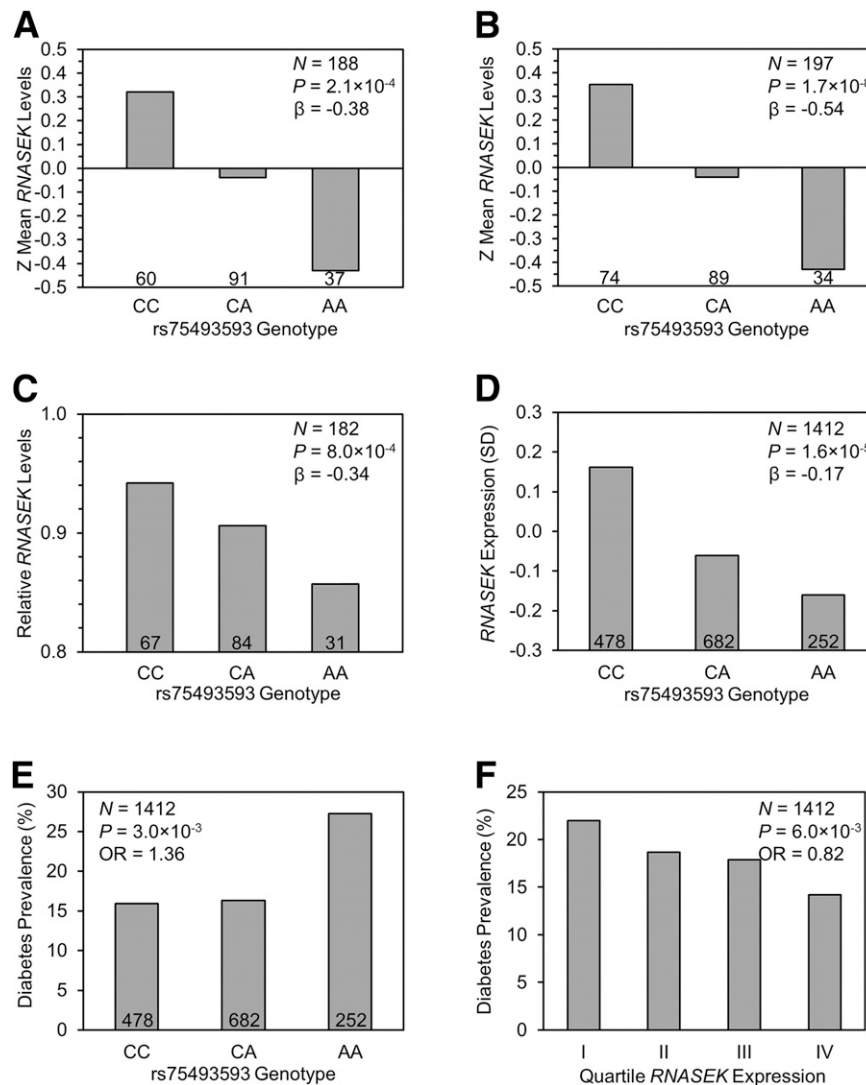 A
Z Mean RNASEK Levels
0.5
0.4
0.3
0.2
0.1
0.0
-0.1
-0.2
-0.3
-0.4
-0.5
N = 188
P = 2.1×10⁻⁴
β = -0.38
60 91 37
CC CA AA
rs75493593 Genotype
B
Z Mean RNASEK Levels
0.5
0.4
0.3
0.2
0.1
0.0
-0.1
-0.2
-0.3
-0.4
-0.5
N = 197
P = 1.7×10⁻
β = -0.54
74 89 34
CC CA AA
rs75493593 Genotype
C
Relative RNASEK Levels
1.0
0.9
0.8
N = 182
P = 8.0×10⁻⁴
β = -0.34
67 84 31
CC CA AA
rs75493593 Genotype
D
RNASEK Expression (SD)
0.3
0.2
0.1
0.0
-0.1
-0.2
-0.3
N = 1412
P = 1.6×10⁻⁵
β = -0.17
478 682 252
CC CA AA
rs75493593 Genotype
E
Diabetes Prevalence (%)
30
25
20
15
10
5
0
N = 1412
P = 3.0×10⁻³
OR = 1.36
478 682 252
CC CA AA
rs75493593 Genotype
F
Diabetes Prevalence (%)
25
20
15
10
5
0
N = 1412
P = 6.0×10⁻³
OR = 0.82
I II III IV
Quartile RNASEK Expression